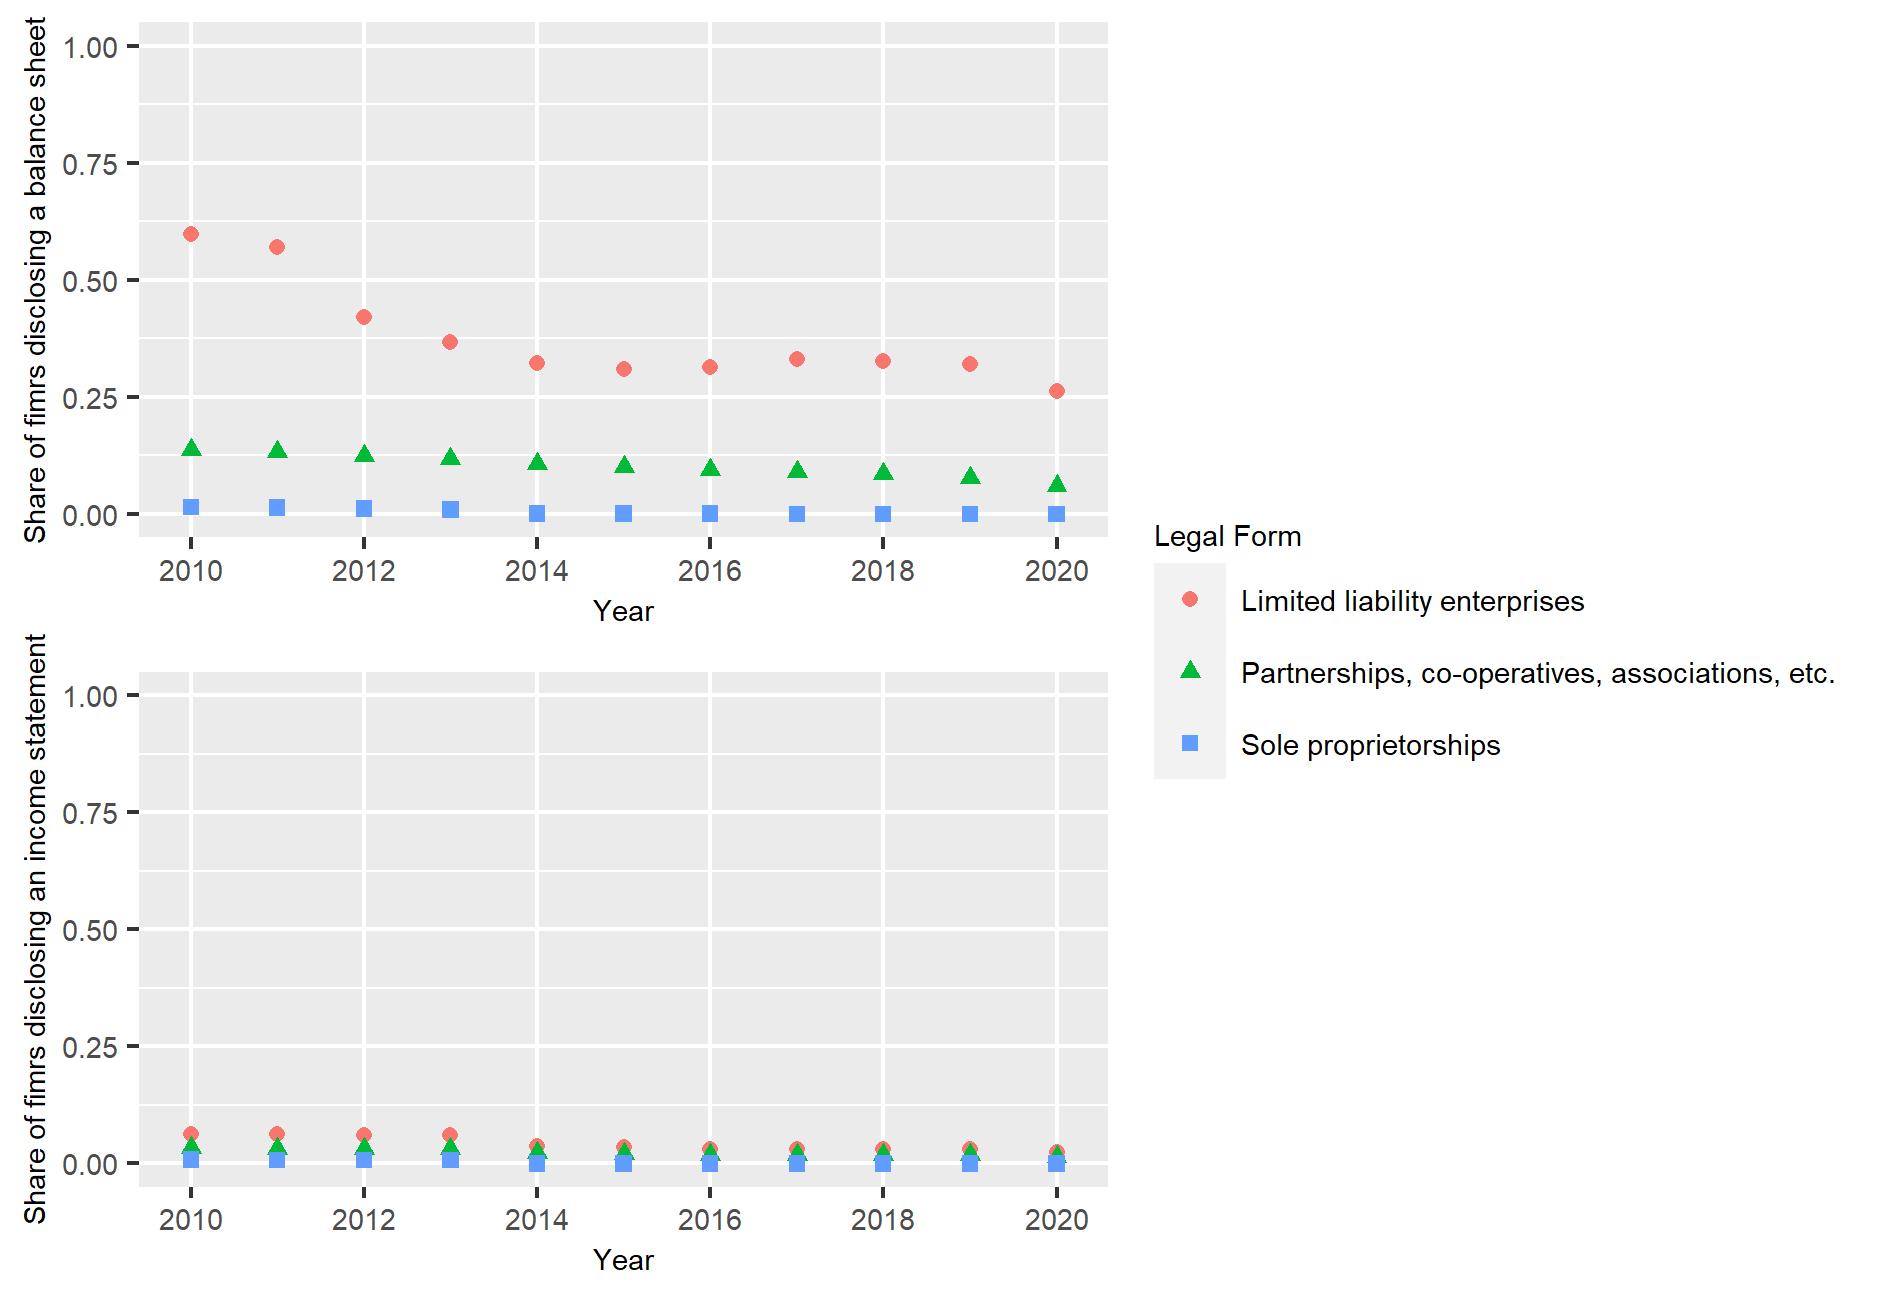 Share of fimrs disclosing a balance sheet
1.00
0.75
0.50
0.25
0.00
2010 2012 2014 2016 2018 2020
Year
Share of fimrs disclosing an income statement
1.00
0.75
0.50
0.25
0.00
2010 2012 2014 2016 2018 2020
Year
Legal Form
Limited liability enterprises
Partnerships, co-operatives, associations, etc.
Sole proprietorships